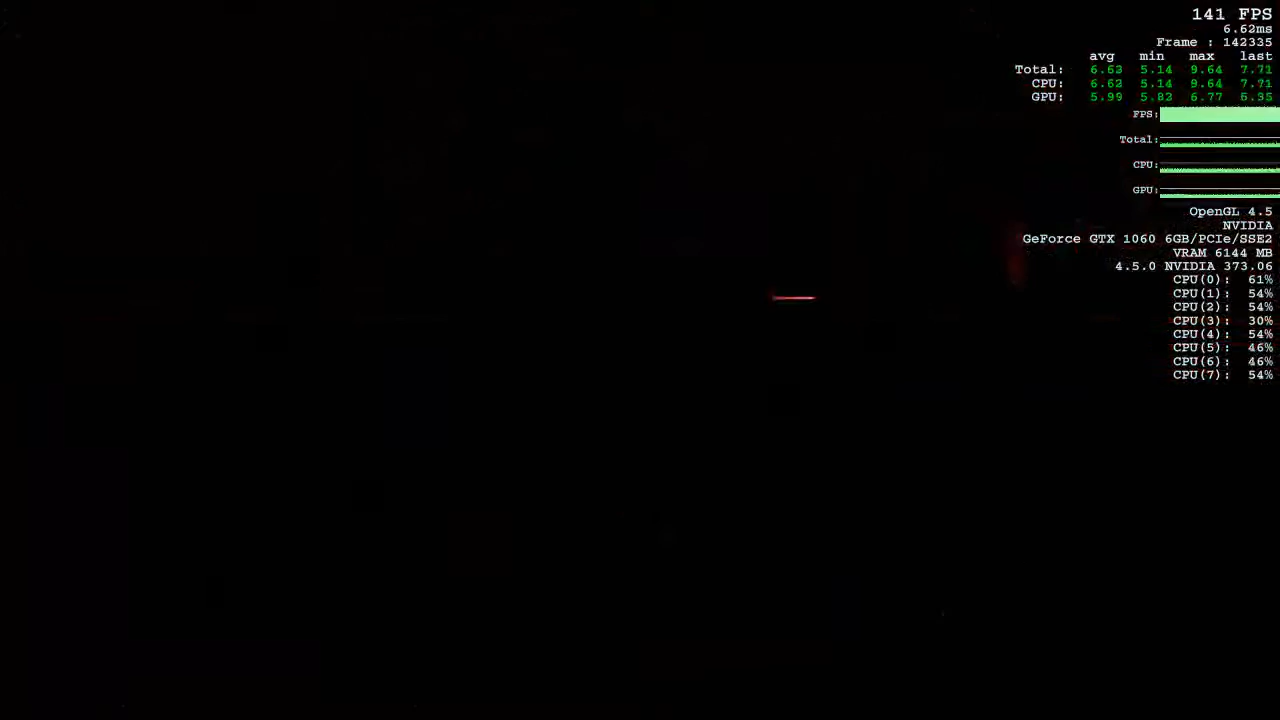 141 FPS
6.62ms
Frame : 142335
avg min max last
Total: 6.63 5.14 9.64 7.71
CPU: 6.62 5.14 9.64 7.71
GPU: 5.99 5.82 6.77 6.35
FPS:
Total:
CPU:
GPU:
OpenGL 4.5
NVIDIA
GeForce GTX 1060 6GB/PCIe/SSE2
VRAM 6144 MB
4.5.0 NVIDIA 373.06
CPU(0): 61%
CPU(1): 54%
CPU(2): 54%
CPU(3): 30%
CPU(4): 54%
CPU(5): 46%
CPU(6): 46%
CPU(7): 54%